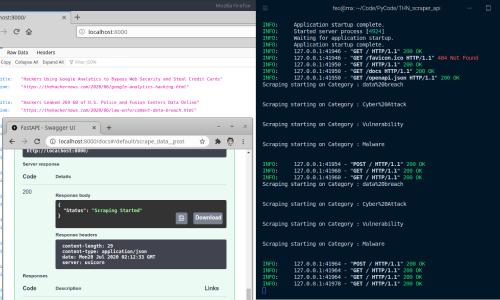 Mozilla Firefox
host:8000/
localhost:8000
Raw Data Headers
Copy Collapse All Expand All
title: "Hackers Using Google Analytics to Bypass Web Security and Steal Credit Cards"
"https://thehackernews.com/2020/06/google-analytics-hacking.html"
title: "Hackers Leaked 269 GB of U.S. Police and Fusion Centers Data Online"
"https://thehackernews.com/2020/06/law-enforcement-data-breach.html"
FastAPI - Swagger UI
localhost:8000/docs#/default/scrape_data__post
http://localhost:8000/
Server response
Code Details
200
Response body
{
"Status": "Scraping Started"
}
Download
Response headers
content-length: 29
content-type: application/json
date: Mon20 Jul 2020 02:12:33 GMT
server: uvicorn
Responses
Code Description Links
~/Code/PyCode/THN_scraper_api
INFO: Application startup complete.
INFO: Started server process [4924]
INFO: Waiting for application startup.
INFO: Application startup complete.
INFO: 127.0.0.1:41946 - "GET / HTTP/1.1" 200 OK
INFO: 127.0.0.1:41946 - "GET /favicon.ico HTTP/1.1" 404 Not Found
INFO: 127.0.0.1:41950 - "GET / HTTP/1.1" 200 OK
INFO: 127.0.0.1:41950 - "GET /docs HTTP/1.1" 200 OK
INFO: 127.0.0.1:41950 - "GET /openapi.json HTTP/1.1" 200 OK
Scraping starting on Category : data%20breach
Scraping starting on Category : Cyber%20Attack
Scraping starting on Category : Vulnerability
Scraping starting on Category : Malware
INFO: 127.0.0.1:41954 - "POST / HTTP/1.1" 200 OK
INFO: 127.0.0.1:41960 - "GET / HTTP/1.1" 200 OK
INFO: 127.0.0.1:41960 - "GET / HTTP/1.1" 200 OK
Scraping starting on Category : data%20breach
Scraping starting on Category : Cyber%20Attack
Scraping starting on Category : Vulnerability
Scraping starting on Category : Malware
INFO: 127.0.0.1:41964 - "POST / HTTP/1.1" 200 OK
INFO: 127.0.0.1:41964 - "GET / HTTP/1.1" 200 OK
INFO: 127.0.0.1:41964 - "GET / HTTP/1.1" 200 OK
INFO: 127.0.0.1:41978 - "GET / HTTP/1.1" 200 OK